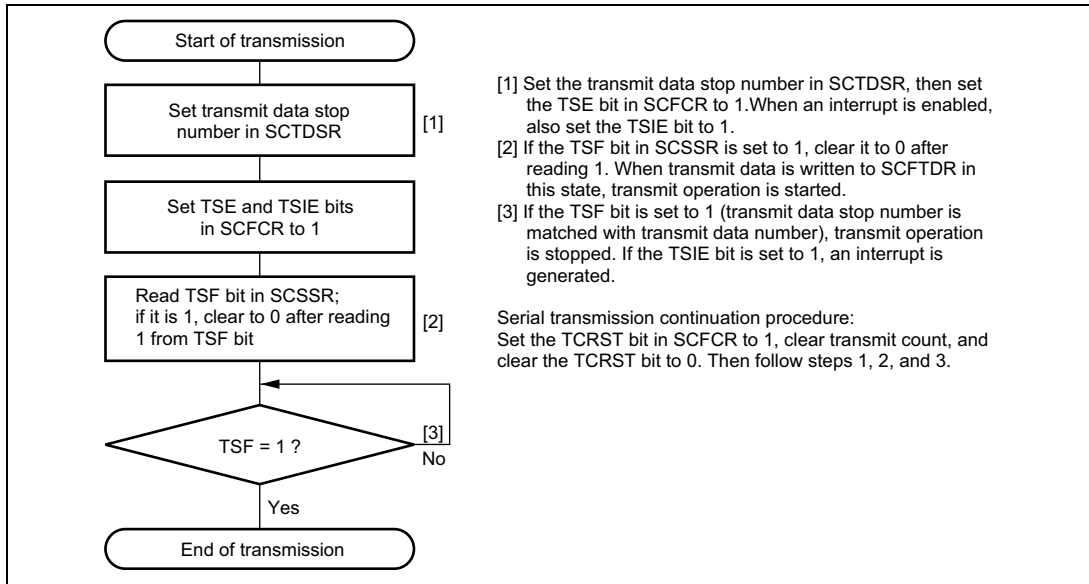 Start of transmission
Set transmit data stop
number in SCTDSR
[1]
Set TSE and TSIE bits
in SCFCR to 1
Read TSF bit in SCSSR;
if it is 1, clear to 0 after reading
1 from TSF bit
[2]
TSF = 1 ?
[3]
No
Yes
End of transmission
[1] Set the transmit data stop number in SCTDSR, then set
the TSE bit in SCFCR to 1.When an interrupt is enabled,
also set the TSIE bit to 1.
[2] If the TSF bit in SCSSR is set to 1, clear it to 0 after
reading 1. When transmit data is written to SCFTDR in
this state, transmit operation is started.
[3] If the TSF bit is set to 1 (transmit data stop number is
matched with transmit data number), transmit operation
is stopped. If the TSIE bit is set to 1, an interrupt is
generated.
Serial transmission continuation procedure:
Set the TCRST bit in SCFCR to 1, clear transmit count, and
clear the TCRST bit to 0. Then follow steps 1, 2, and 3.